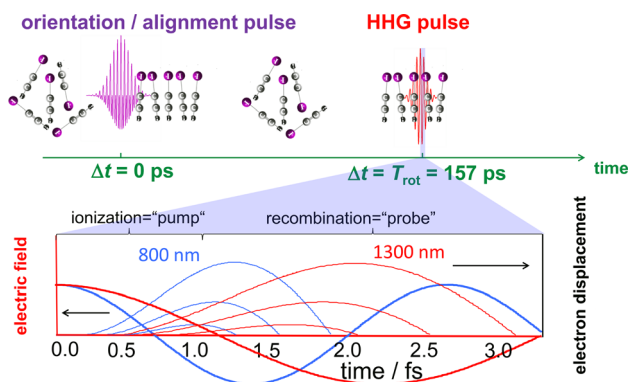 orientation / alignment pulse
HHG pulse
time
Δt = 0 ps
Δt = Trot = 157 ps
ionization="pump"
recombination="probe"
800 nm
1300 nm
electric field
electron displacement
0.0 0.5 1.0 1.5 2.0 2.5 3.0
time / fs